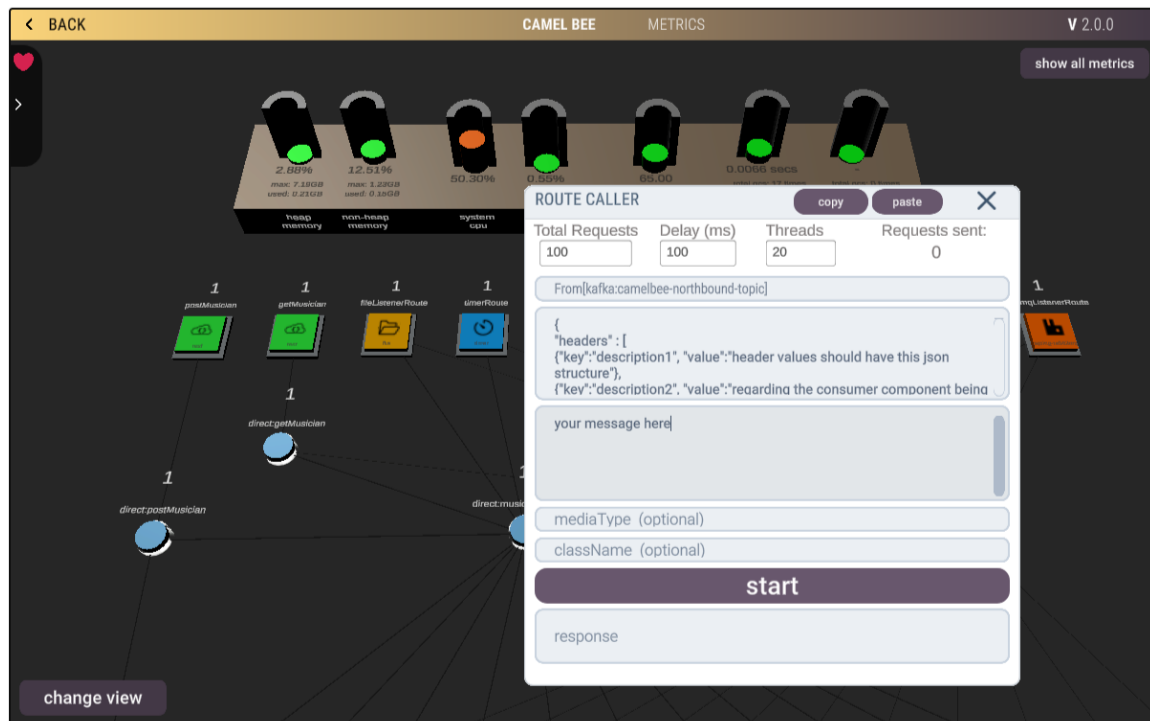 BACK
CAMEL BEE
METRICS
V 2.0.0
show all metrics
2.88%
max: 7.18GB
used: 0.21GB
heap
memory
12.51%
max: 1.22GB
used: 0.15GB
non-heap
memory
50.30%
system
cpu
0.55%
65.00
0.0066 secs
-
ROUTE CALLER
copy
paste
Total Requests
Delay (ms)
Threads
Requests sent:
100
100
20
0
From[kafka:camelbee-northbound-topic]
{
"headers" : [
{"key":"description1", "value":"header values should have this json
structure"},
{"key":"description2", "value":"regarding the consumer component being
your message here
mediaType (optional)
className (optional)
start
response
1
postMusician
1
getMusician
1
fileListenerRoute
1
timerRoute
1
mqListenerRoute
1
direct:getMusician
1
direct:postMusician
1
direct:music
change view